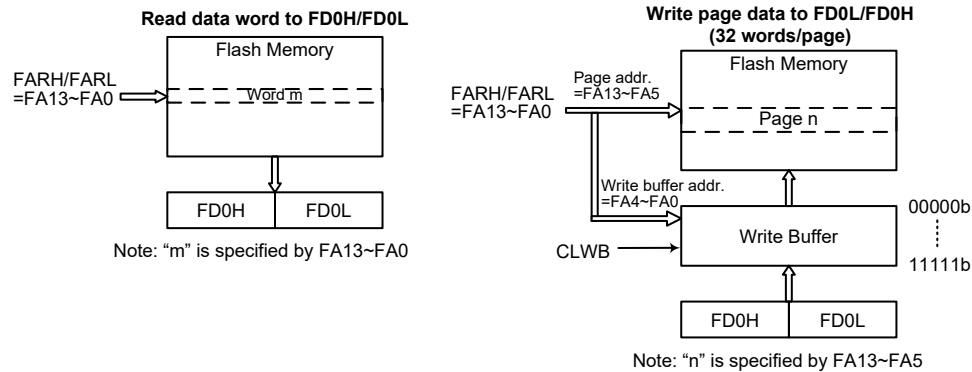 Read data word to FD0H/FD0L
Flash Memory
FARH/FARL
=FA13~FA0
Word m
FD0H
FD0L
Note: “m” is specified by FA13~FA0
Write page data to FD0L/FD0H
(32 words/page)
Flash Memory
FARH/FARL
=FA13~FA0
Page addr.
=FA13~FA5
Page n
Write buffer addr.
=FA4~FA0
CLWB
Write Buffer
00000b
11111b
FD0H
FD0L
Note: “n” is specified by FA13~FA5